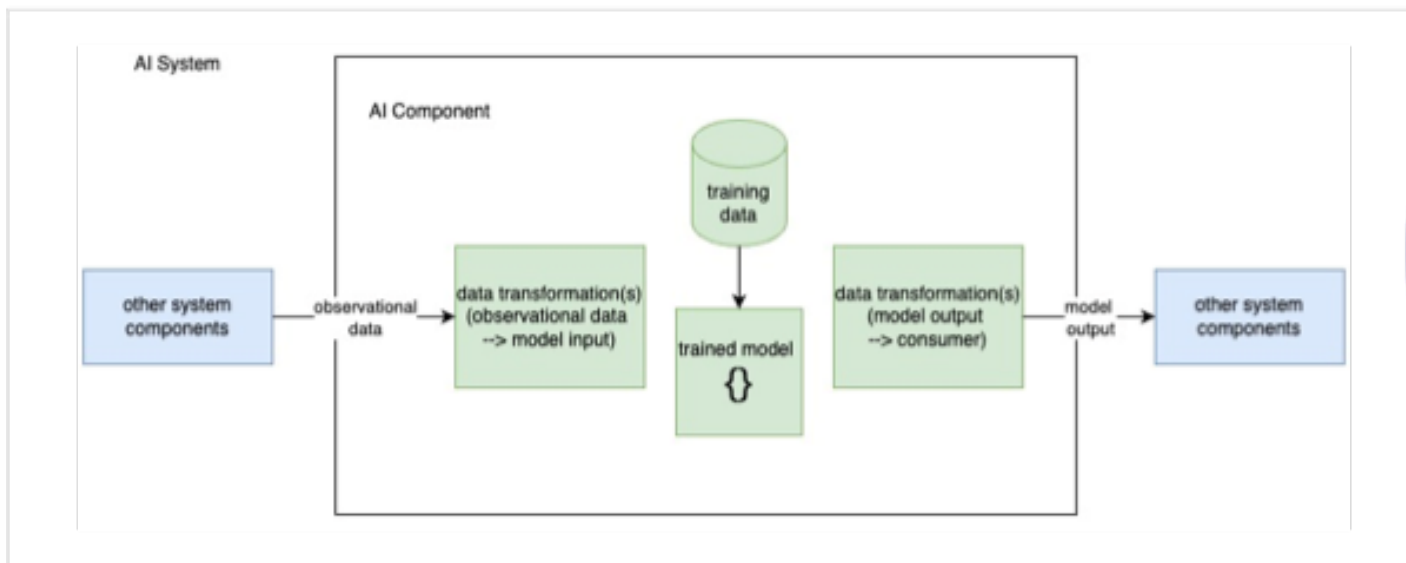 AI System
AI Component
training
data
other system
components
observational
data
data transformation(s)
(observational data
--> model input)
trained model
{}
data transformation(s)
(model output
--> consumer)
model
output
other system
components